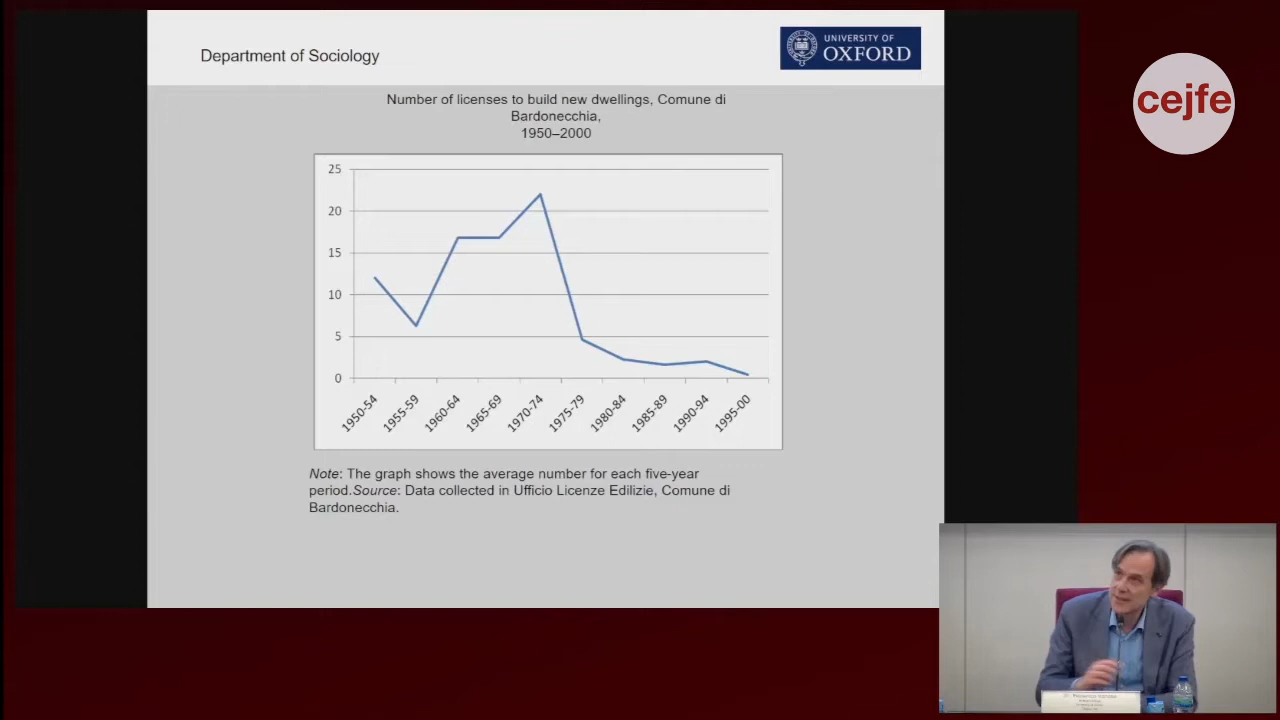 Department of Sociology
UNIVERSITY OF
OXFORD
cejfe
Number of licenses to build new dwellings, Comune di
Bardonecchia,
1950–2000
25
20
15
10
5
0
1950-54
1955-59
1960-64
1965-69
1970-74
1975-79
1980-84
1985-89
1990-94
1995-00
Note: The graph shows the average number for each five-year
period.Source: Data collected in Ufficio Licenze Edilizie, Comune di
Bardonecchia.